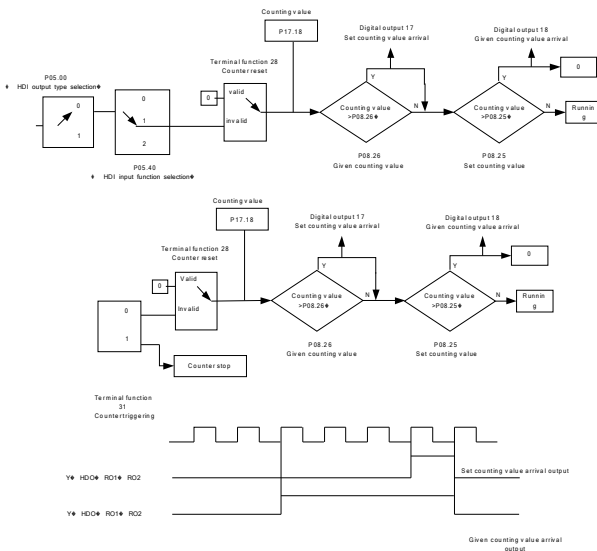 Counting value
P17.18
Digital output 17
Set counting value arrival
Digital output 18
Given counting value arrival
Terminal function 28
Counter reset
P05.00
HDI output type selection
0
1
0
1
2
0
valid
invalid
Y
N
Counting value
>P08.26
Y
N
Counting value
>P08.25
0
Runnin
g
P08.26
Given counting value
P08.25
Set counting value
P05.40
HDI input function selection
Counting value
P17.18
Digital output 17
Set counting value arrival
Digital output 18
Given counting value arrival
Terminal function 28
Counter reset
0
Valid
Invalid
Y
N
Counting value
>P08.26
Y
N
Counting value
>P08.25
0
Runnin
g
0
1
P08.26
Given counting value
P08.25
Set counting value
Counter stop
Terminal function
31
Countertriggering
Y HDO RO1 RO2
Set counting value arrival output
Y HDO RO1 RO2
Given counting value arrival
output